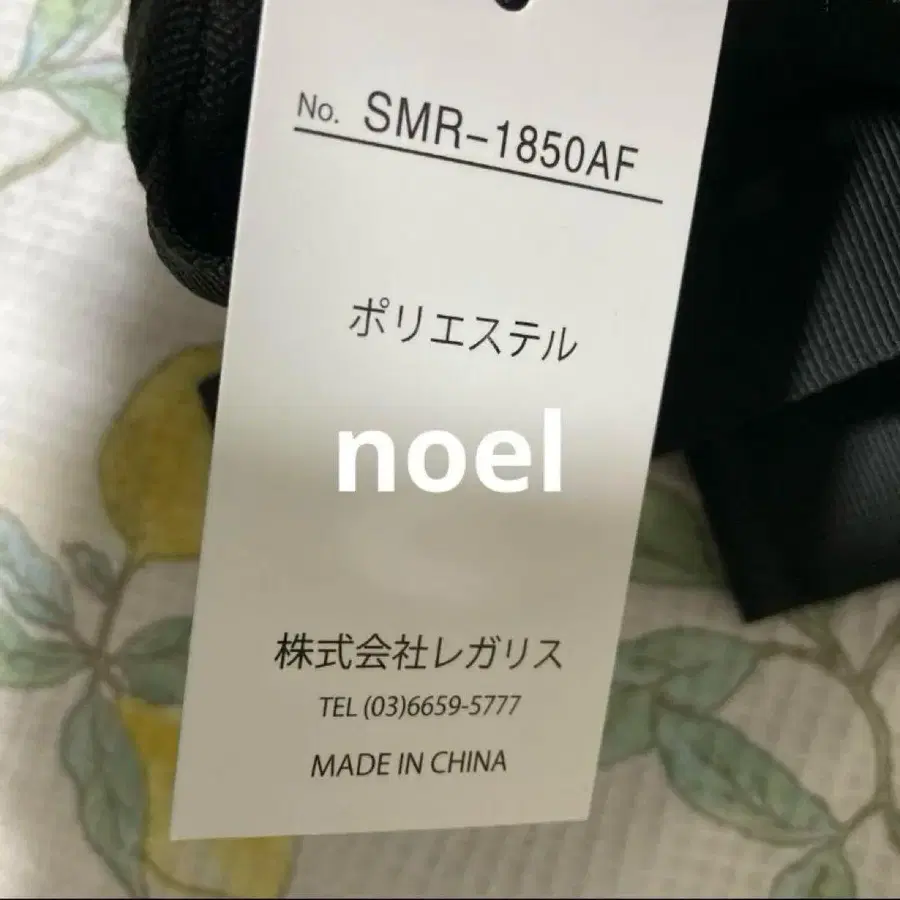 No. SMR-1850AF
ポリエステル
noel
株式会社レガリス
TEL (03)6659-5777
MADE IN CHINA